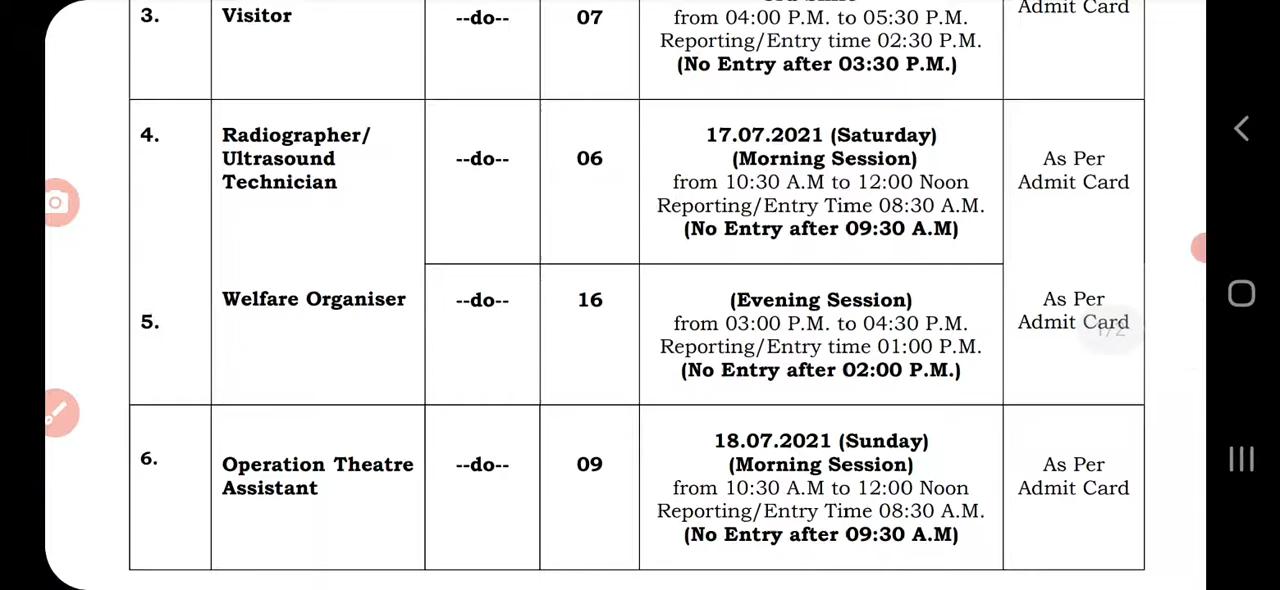 Admit Card
3.
Visitor
--do--
07
from 04:00 P.M. to 05:30 P.M.
Reporting/Entry time 02:30 P.M.
(No Entry after 03:30 P.M.)
4.
Radiographer/
Ultrasound
Technician
--do--
06
17.07.2021 (Saturday)
(Morning Session)
from 10:30 A.M to 12:00 Noon
Reporting/Entry Time 08:30 A.M.
(No Entry after 09:30 A.M)
As Per
Admit Card
5.
Welfare Organiser
--do--
16
(Evening Session)
from 03:00 P.M. to 04:30 P.M.
Reporting/Entry time 01:00 P.M.
(No Entry after 02:00 P.M.)
As Per
Admit Card
1/2
6.
Operation Theatre
Assistant
--do--
09
18.07.2021 (Sunday)
(Morning Session)
from 10:30 A.M to 12:00 Noon
Reporting/Entry Time 08:30 A.M.
(No Entry after 09:30 A.M)
As Per
Admit Card